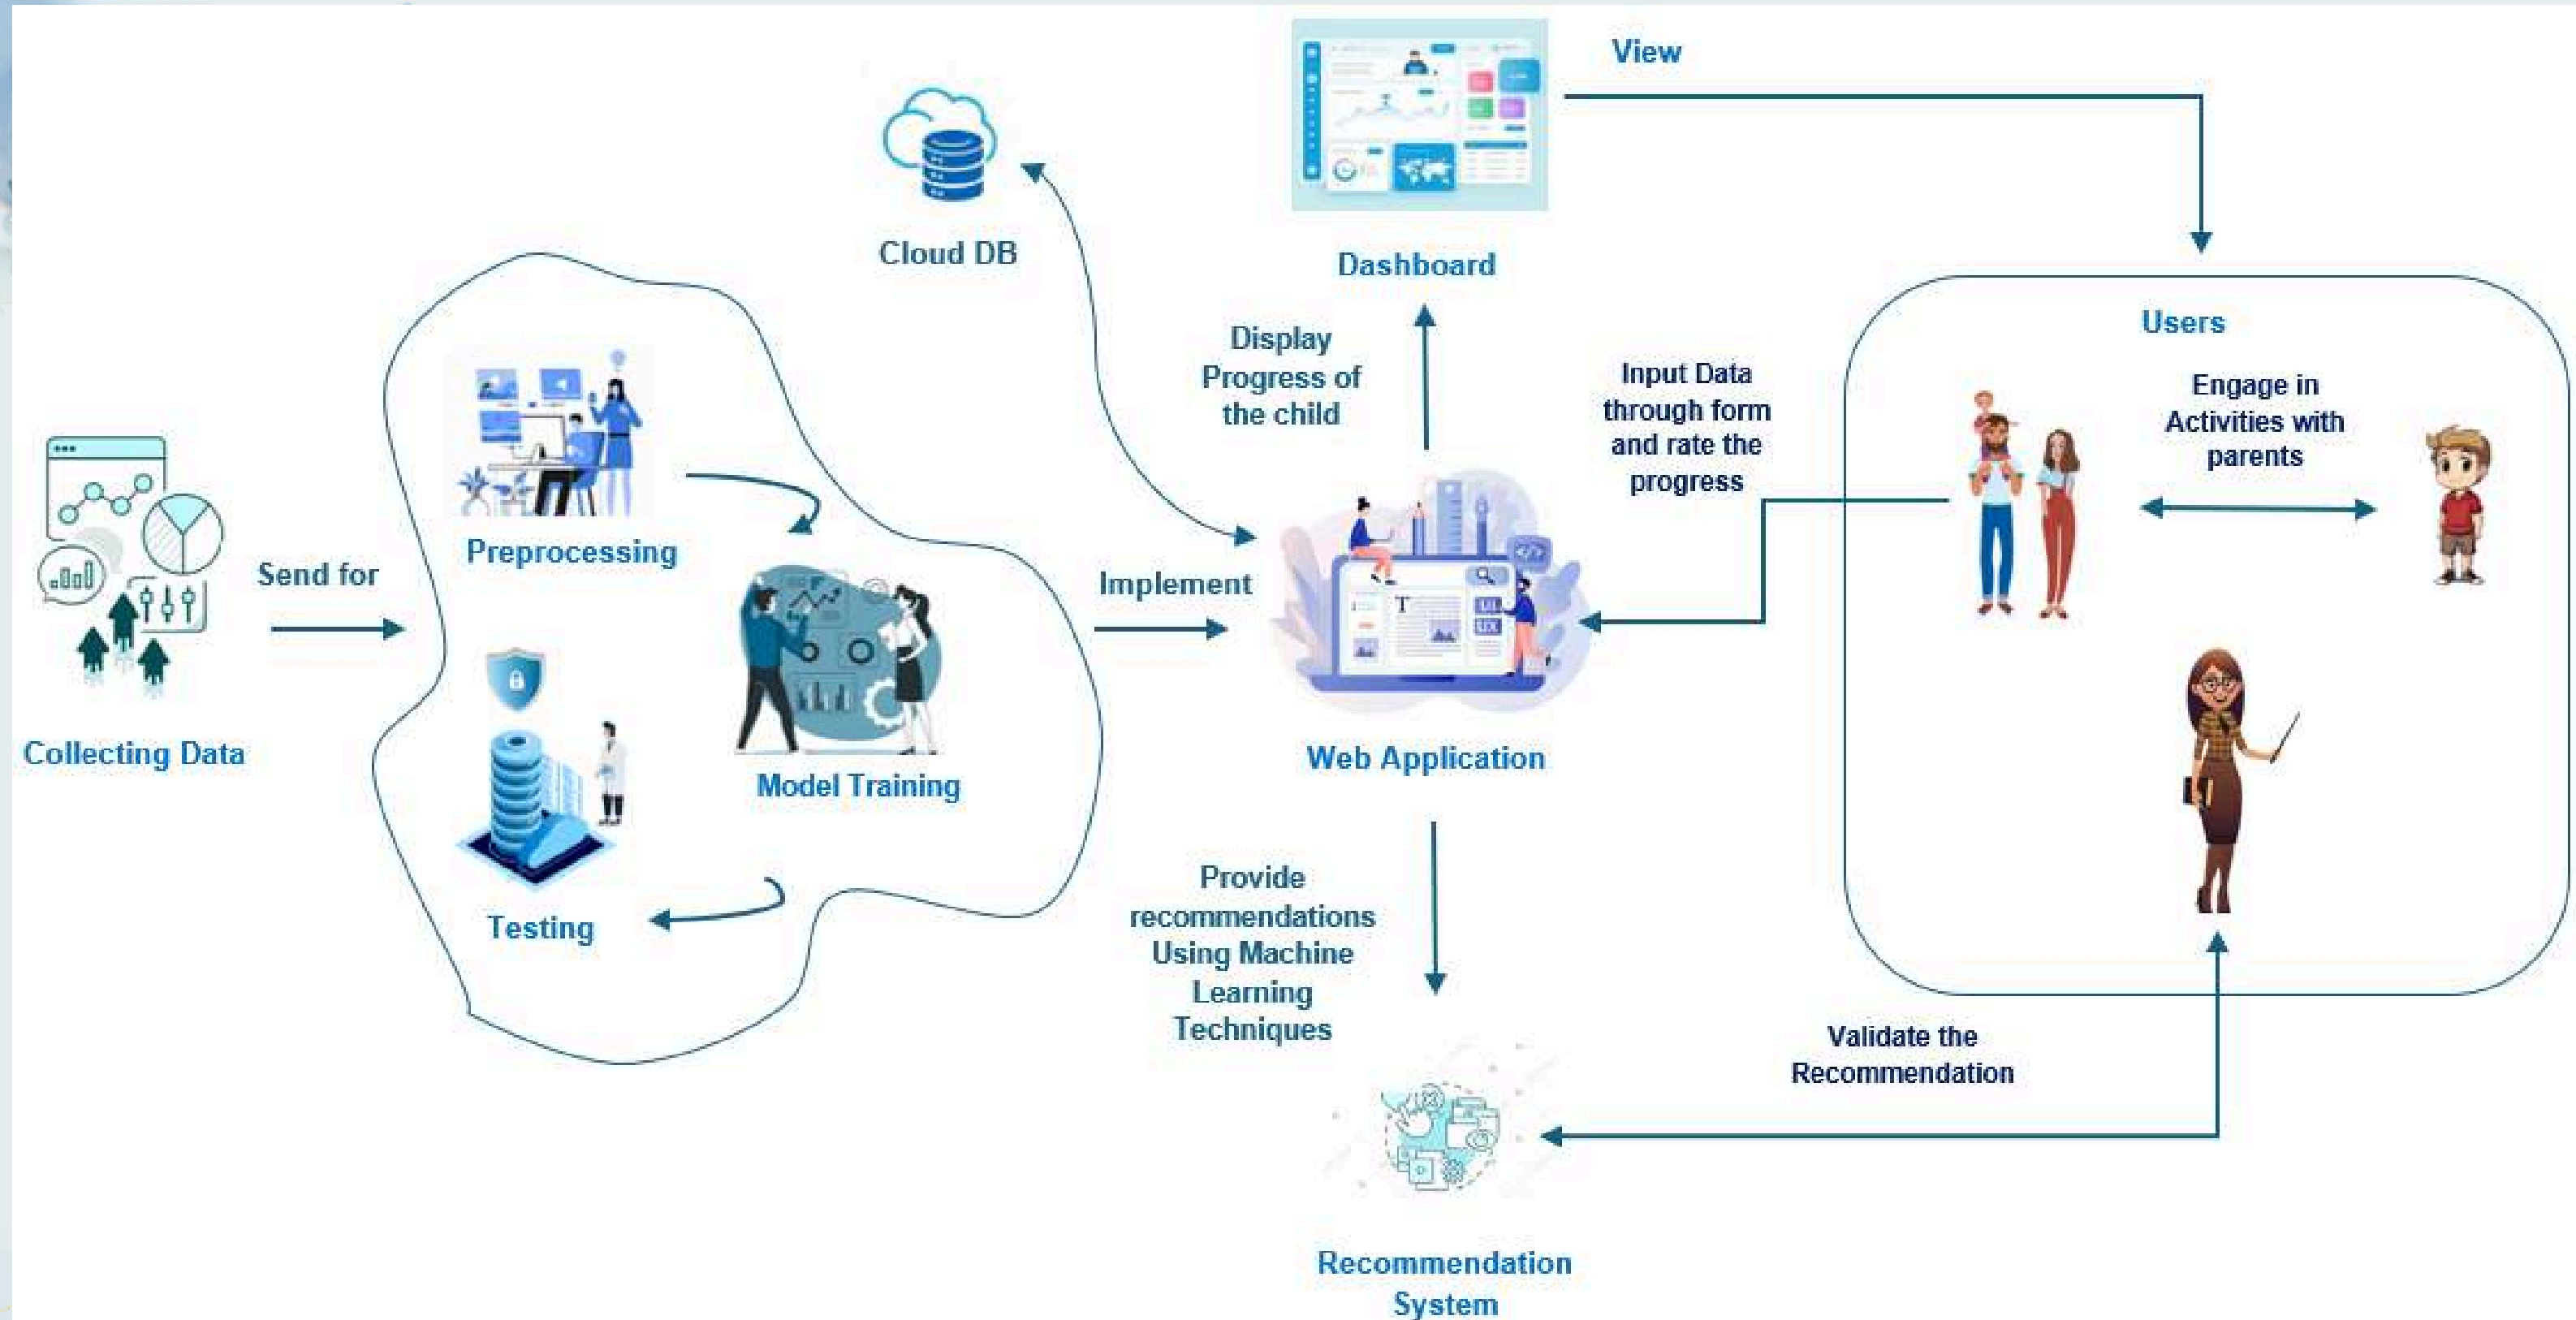 View
Cloud DB
Dashboard
Display
Progress of
the child
Users
Input Data
through form
and rate the
progress
Engage in
Activities with
parents
Preprocessing
Send for
Implement
Collecting Data
Model Training
Web Application
T
UI
UX
Testing
Provide
recommendations
Using Machine
Learning
Techniques
Validate the
Recommendation
Recommendation
System